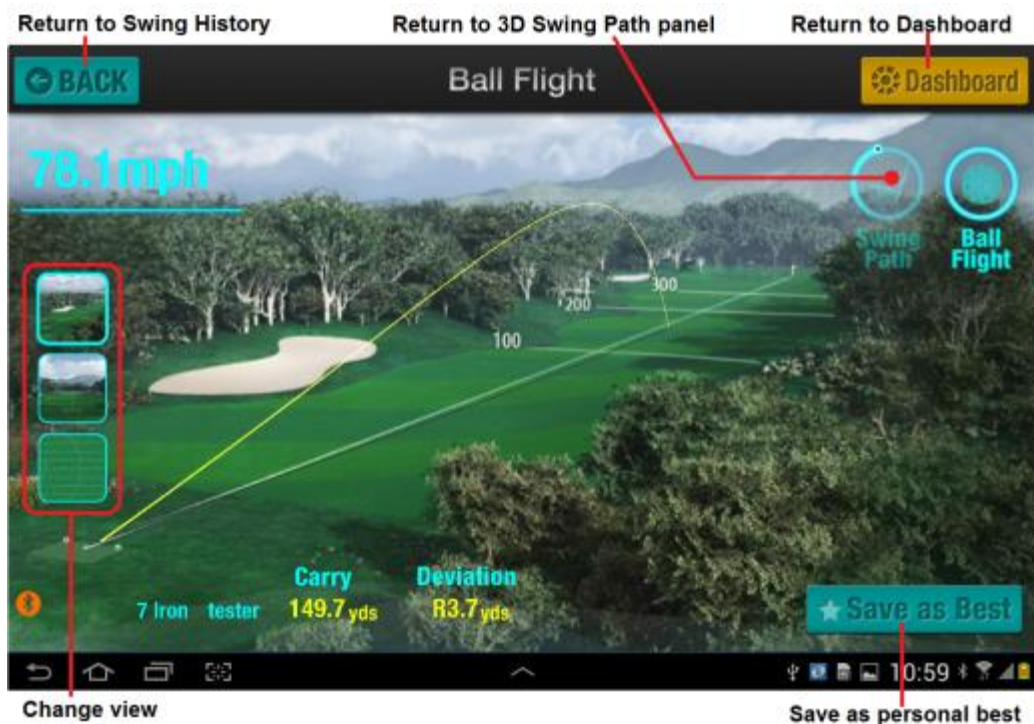 Return to Swing History
Return to 3D Swing Path panel
Return to Dashboard
BACK
Ball Flight
Dashboard
78.1mph
Swing Path
Ball Flight
300
200
100
Carry
Deviation
7 Iron tester 149.7 yds R3.7 yds
Save as Best
10:59
Change view
Save as personal best